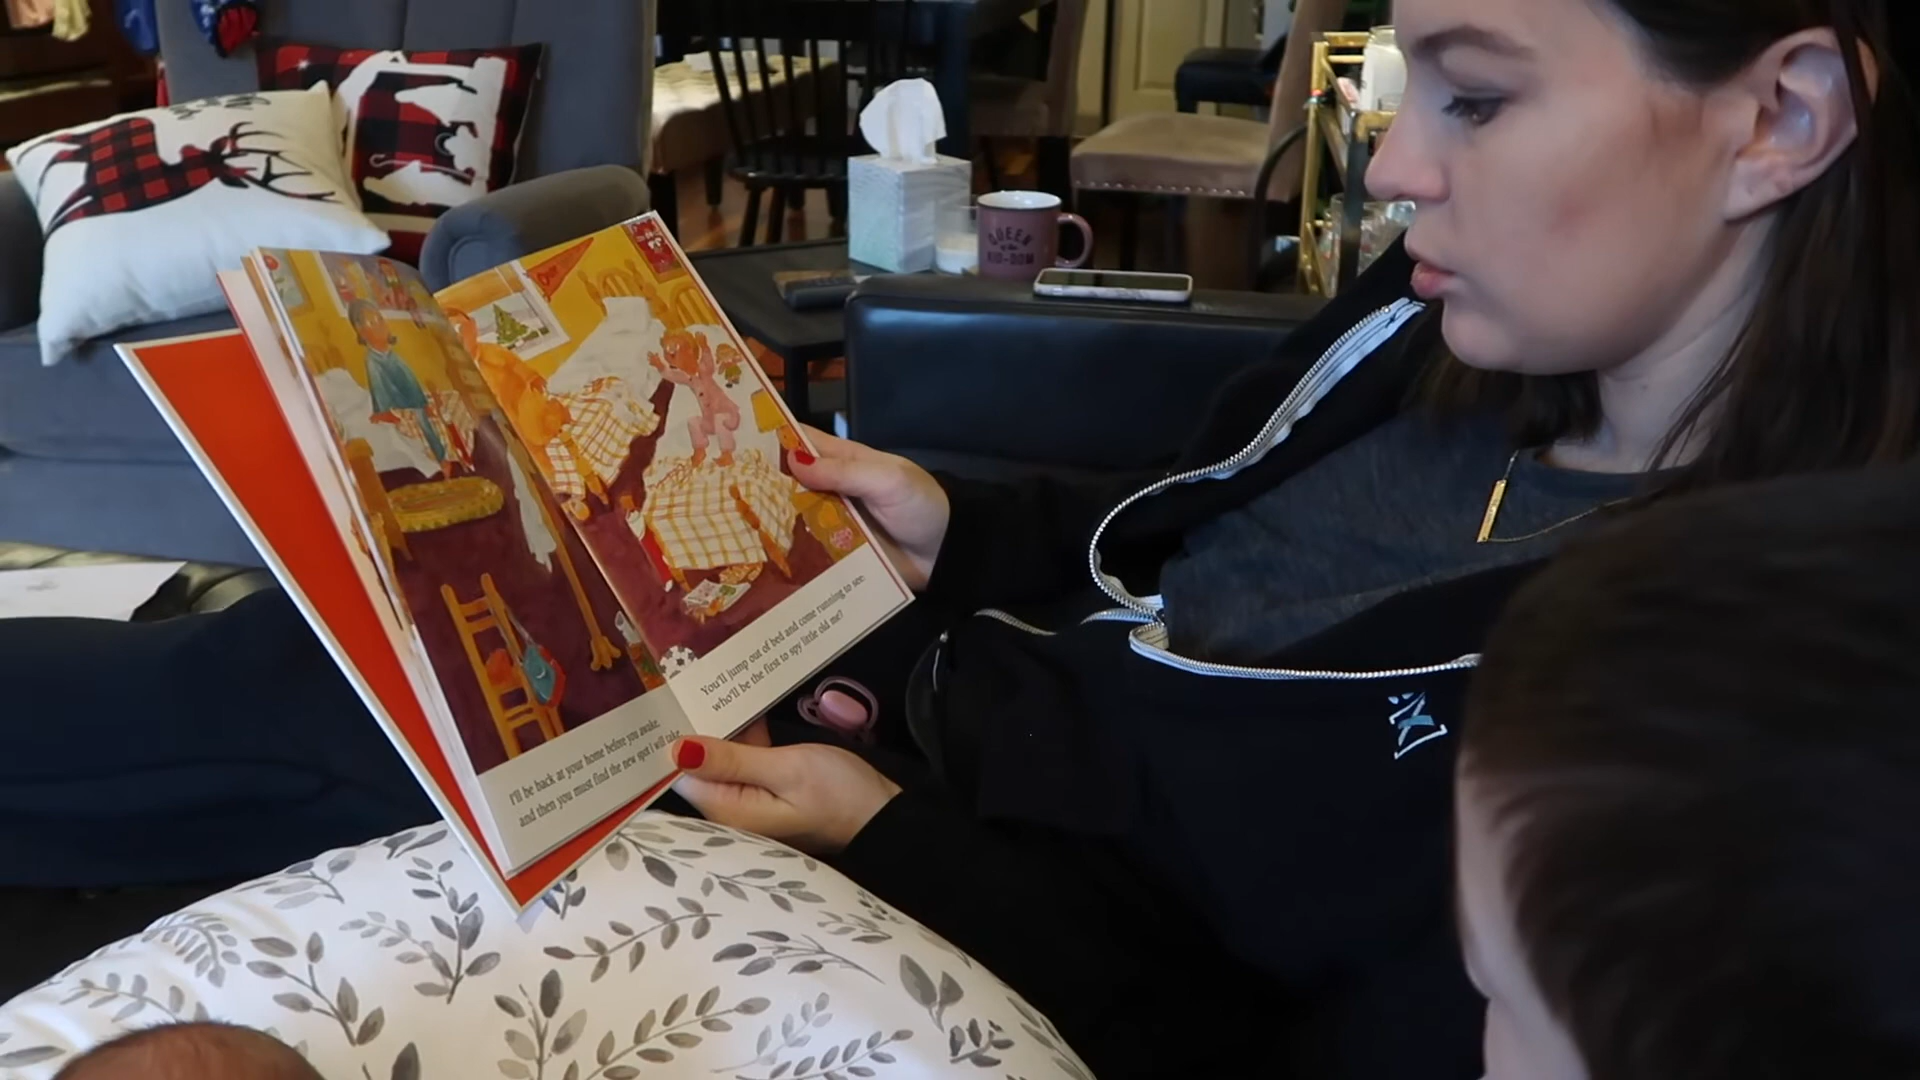 QUEEN
of the
KID-DOM
I'll be back at your home before you awake,
and then you must find the new spot I will take.
You'll jump out of bed and come running to see:
who'll be the first to spy little old me?